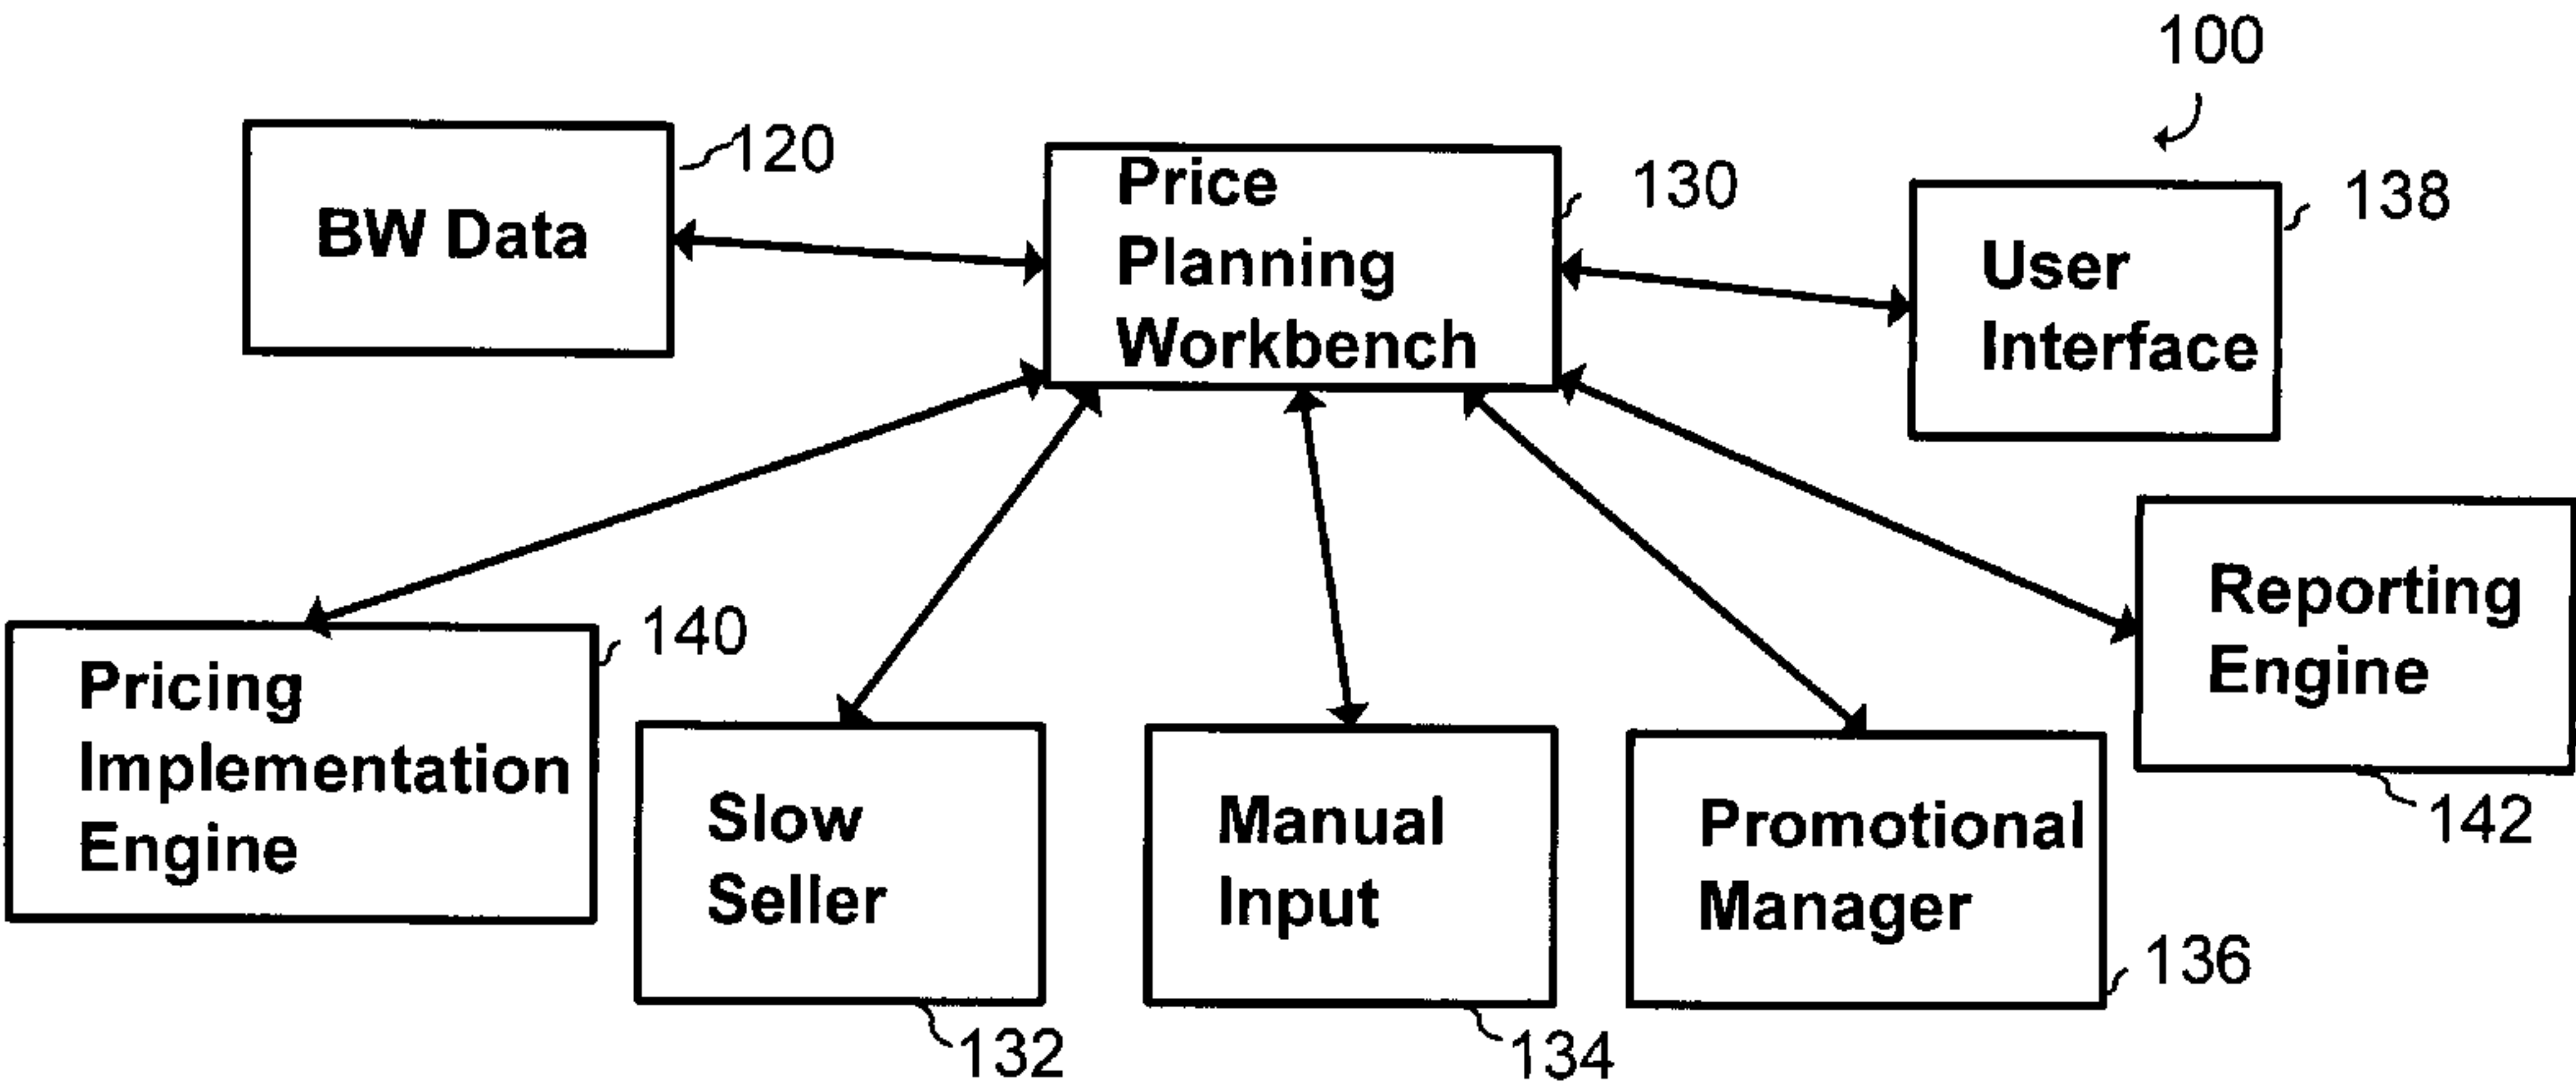 100
120
BW Data
Price
Planning
Workbench
130
138
User
Interface
Reporting
Engine
142
140
Pricing
Implementation
Engine
Slow
Seller
132
Manual
Input
134
Promotional
Manager
136